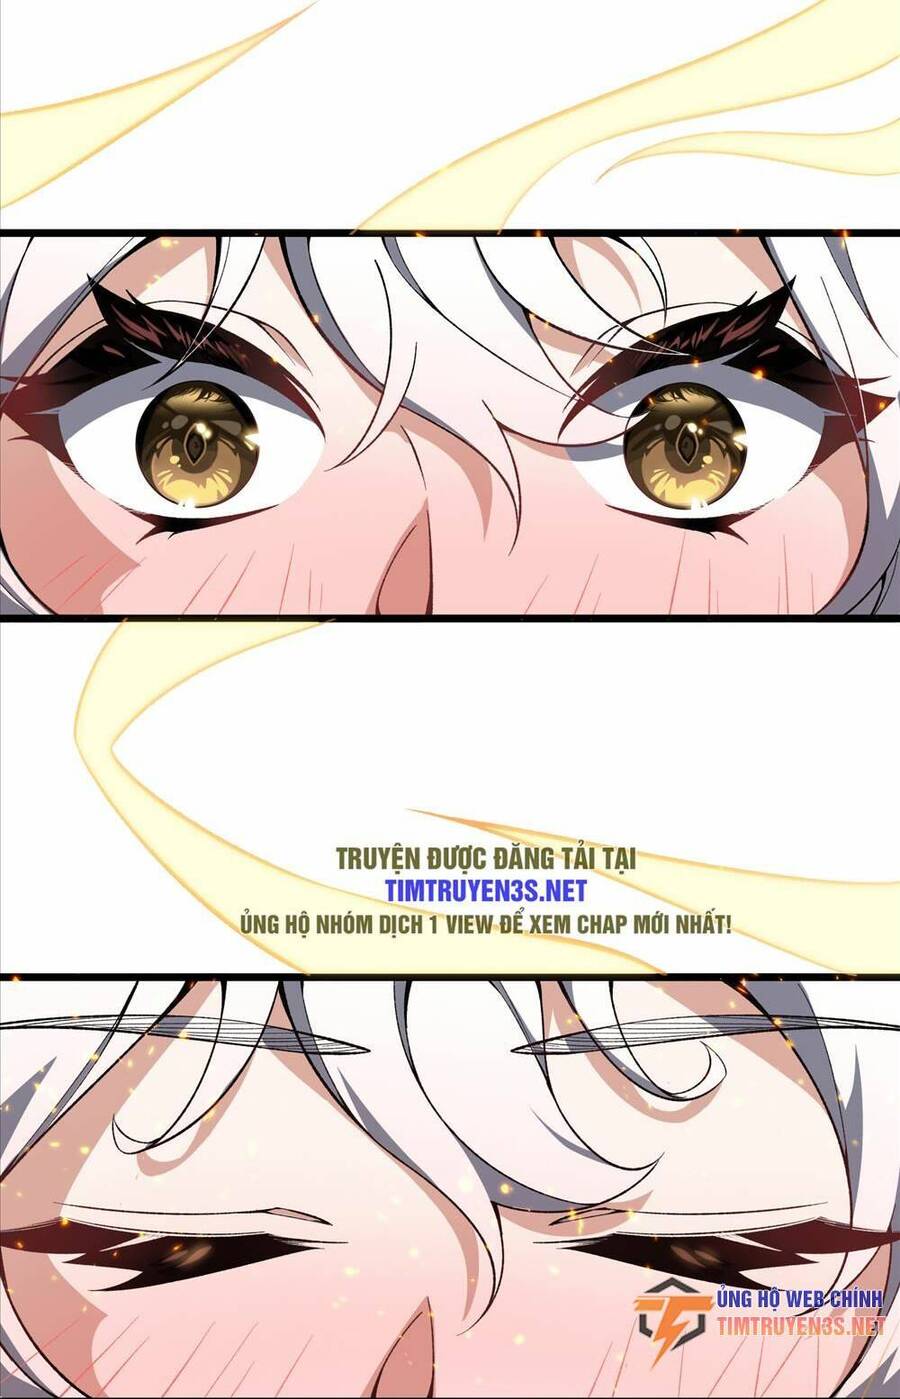 TRUYỆN ĐƯỢC ĐĂNG TẢI TẠI
TIMTRUYEN3S.NET
ỦNG HỘ NHÓM DỊCH 1 VIEW ĐỂ XEM CHAP MỚI NHẤT!
ỦNG HỘ WEB CHÍNH
TIMTRUYEN3S.NET